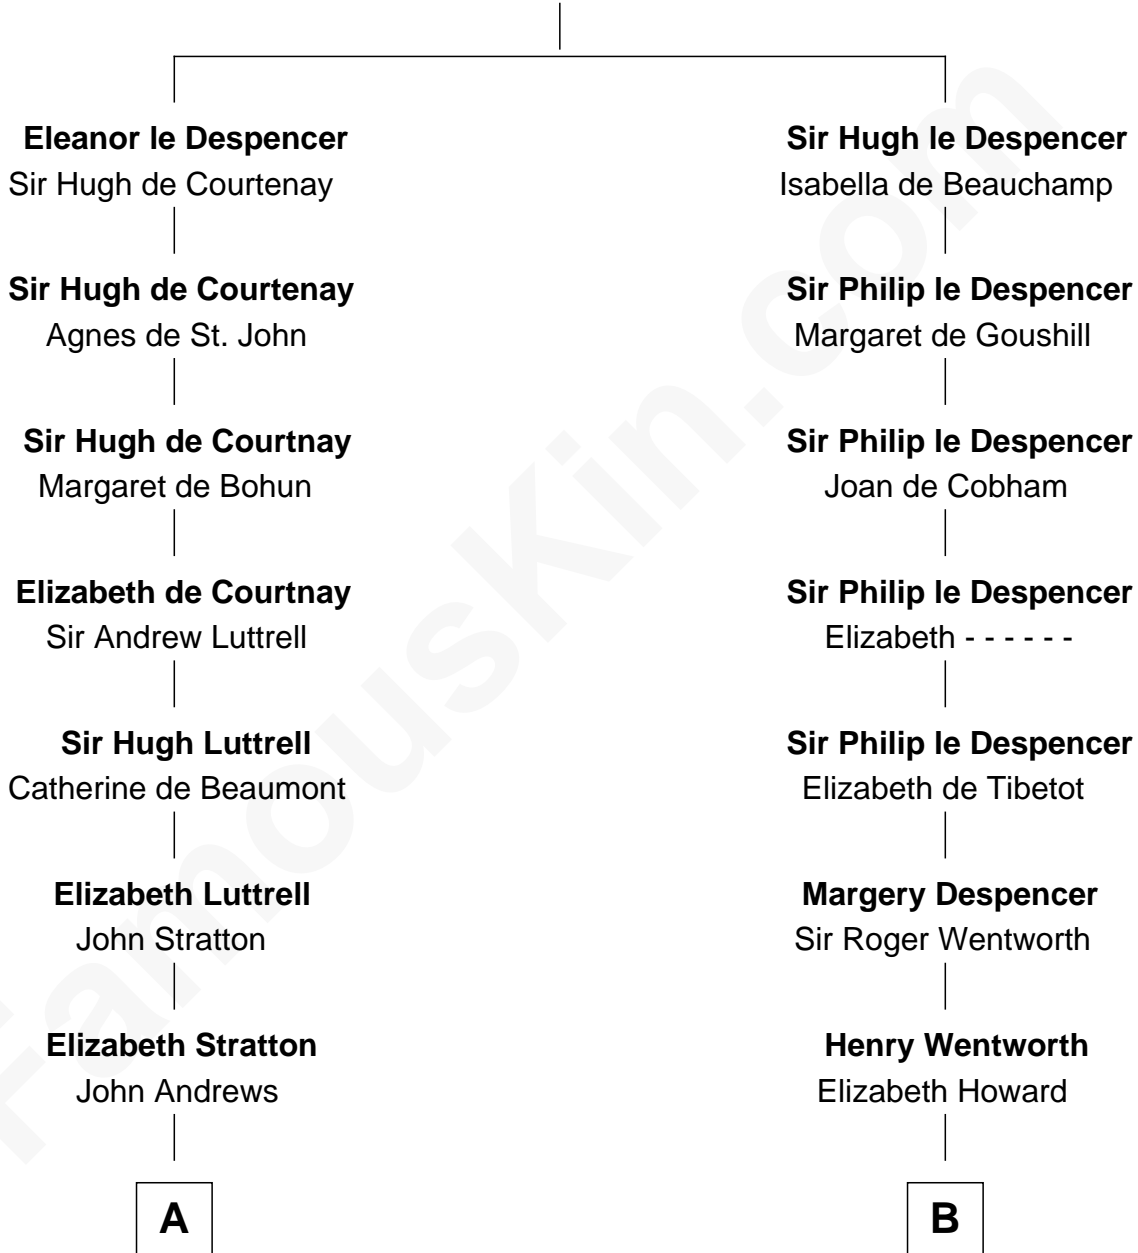 Eleanor le Despencer
Sir Hugh de Courtenay
Sir Hugh de Courtenay
Agnes de St. John
Sir Hugh de Courtnay
Margaret de Bohun
Elizabeth de Courtnay
Sir Andrew Luttrell
Sir Hugh Luttrell
Catherine de Beaumont
Elizabeth Luttrell
John Stratton
Elizabeth Stratton
John Andrews
A
Sir Hugh le Despencer
Isabella de Beauchamp
Sir Philip le Despencer
Margaret de Goushill
Sir Philip le Despencer
Joan de Cobham
Sir Philip le Despencer
Elizabeth - - - - - -
Sir Philip le Despencer
Elizabeth de Tibetot
Margery Despencer
Sir Roger Wentworth
Henry Wentworth
Elizabeth Howard
B
FamousKin.com